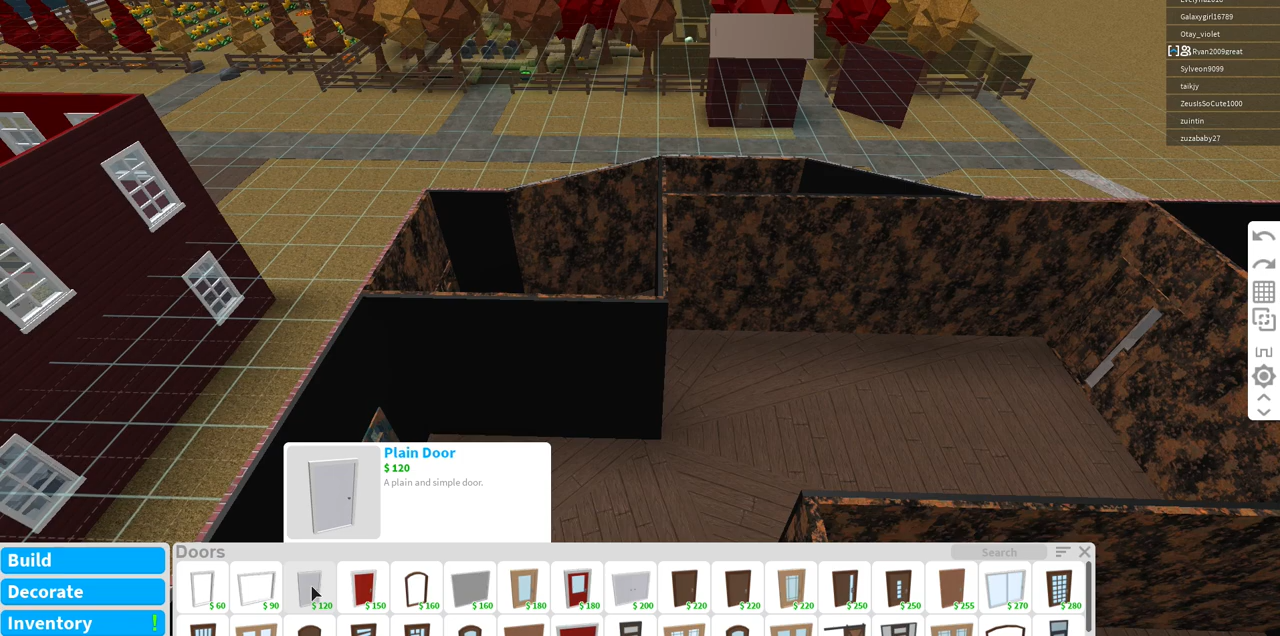 Galaxygirl16789
Otay_violet
Ryan2009great
Sylveon9099
taikjy
ZeusIsSoCute1000
zuintin
zuzababy27
Plain Door
$ 120
A plain and simple door.
Build
Decorate
Inventory !
Doors
Search
$ 60 $ 90 $ 120 $ 150 $ 160 $ 160 $ 180 $ 180 $ 200 $ 220 $ 220 $ 220 $ 250 $ 250 $ 255 $ 270 $ 280